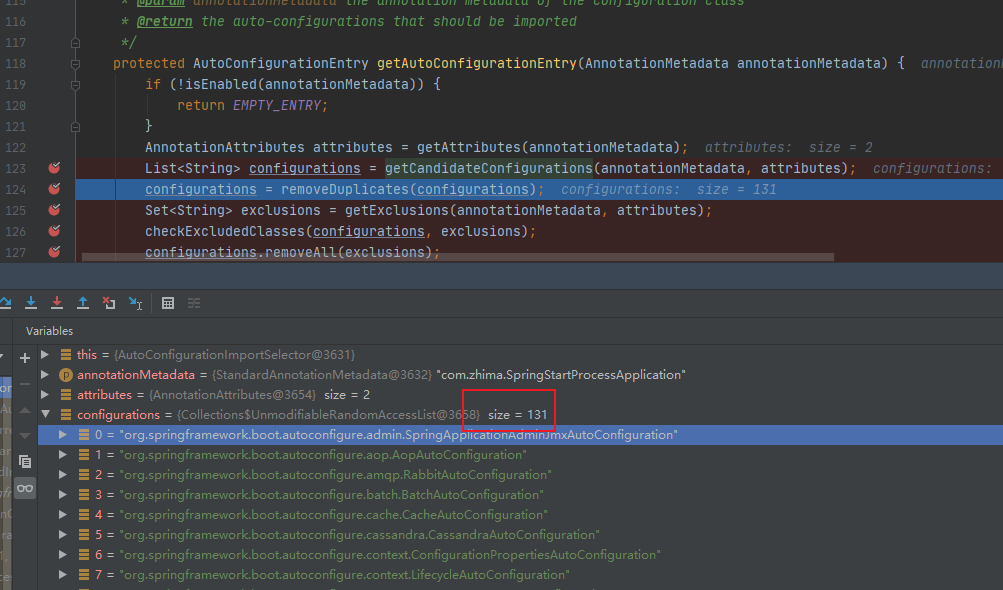 115 * @param annotationMetadata the annotation metadata of the configuration class
116 * @return the auto-configurations that should be imported
117 */
118 protected AutoConfigurationEntry getAutoConfigurationEntry(AnnotationMetadata annotationMetadata) {
119 if (!isEnabled(annotationMetadata)) {
120 return EMPTY_ENTRY;
121 }
122 AnnotationAttributes attributes = getAttributes(annotationMetadata); attributes: size = 2
123 List<String> configurations = getCandidateConfigurations(annotationMetadata, attributes); configurations:
124 configurations = removeDuplicates(configurations); configurations: size = 131
125 Set<String> exclusions = getExclusions(annotationMetadata, attributes);
126 checkExcludedClasses(configurations, exclusions);
127 configurations.removeAll(exclusions);
Variables
this = {AutoConfigurationImportSelector@3631}
p annotationMetadata = {StandardAnnotationMetadata@3632} "com.zhima.SpringStartProcessApplication"
attributes = {AnnotationAttributes@3654} size = 2
configurations = {Collections$UnmodifiableRandomAccessList@3658} size = 131
0 = "org.springframework.boot.autoconfigure.admin.SpringApplicationAdminJmxAutoConfiguration"
1 = "org.springframework.boot.autoconfigure.aop.AopAutoConfiguration"
2 = "org.springframework.boot.autoconfigure.amqp.RabbitAutoConfiguration"
3 = "org.springframework.boot.autoconfigure.batch.BatchAutoConfiguration"
4 = "org.springframework.boot.autoconfigure.cache.CacheAutoConfiguration"
5 = "org.springframework.boot.autoconfigure.cassandra.CassandraAutoConfiguration"
6 = "org.springframework.boot.autoconfigure.context.ConfigurationPropertiesAutoConfiguration"
7 = "org.springframework.boot.autoconfigure.context.LifecycleAutoConfiguration"